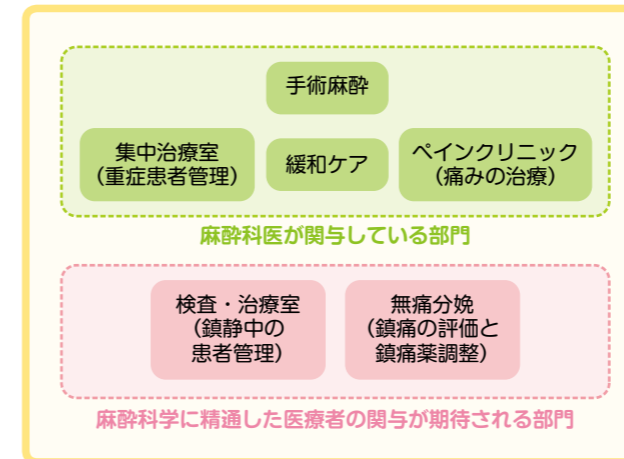 手術麻酔
集中治療室
（重症患者管理）
緩和ケア
ペインクリニック
（痛みの治療）
麻酔科医が関与している部門
検査・治療室
（鎮静中の
患者管理）
無痛分娩
（鎮痛の評価と
鎮痛薬調整）
麻酔科学に精通した医療者の関与が期待される部門